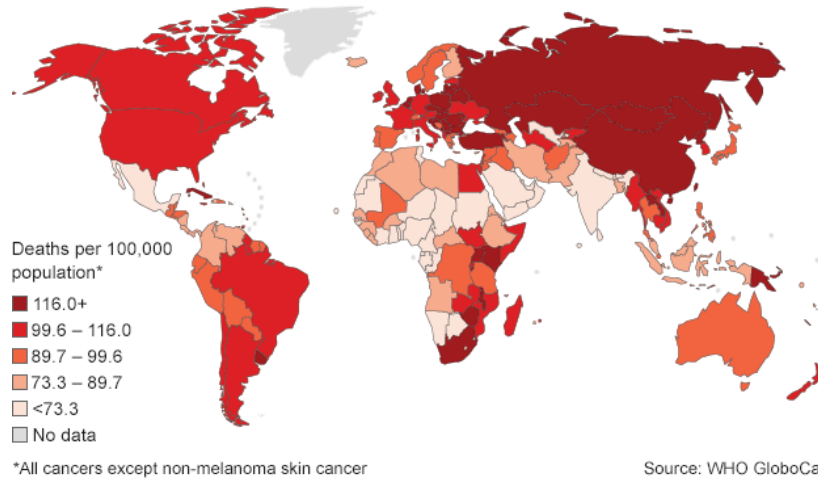 Deaths per 100,000
population*
116.0+
99.6 – 116.0
89.7 – 99.6
73.3 – 89.7
<73.3
No data
*All cancers except non-melanoma skin cancer
Source: WHO GloboCa